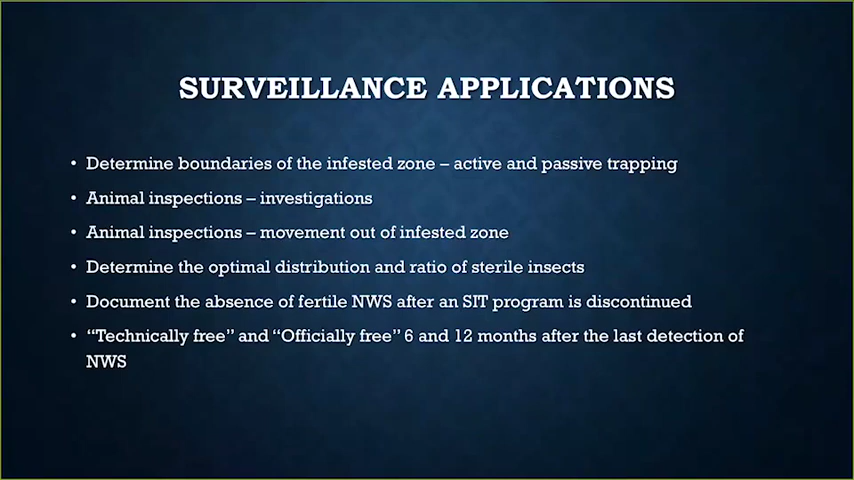 SURVEILLANCE APPLICATIONS
• Determine boundaries of the infested zone – active and passive trapping
• Animal inspections – investigations
• Animal inspections – movement out of infested zone
• Determine the optimal distribution and ratio of sterile insects
• Document the absence of fertile NWS after an SIT program is discontinued
• “Technically free” and “Officially free” 6 and 12 months after the last detection of
NWS